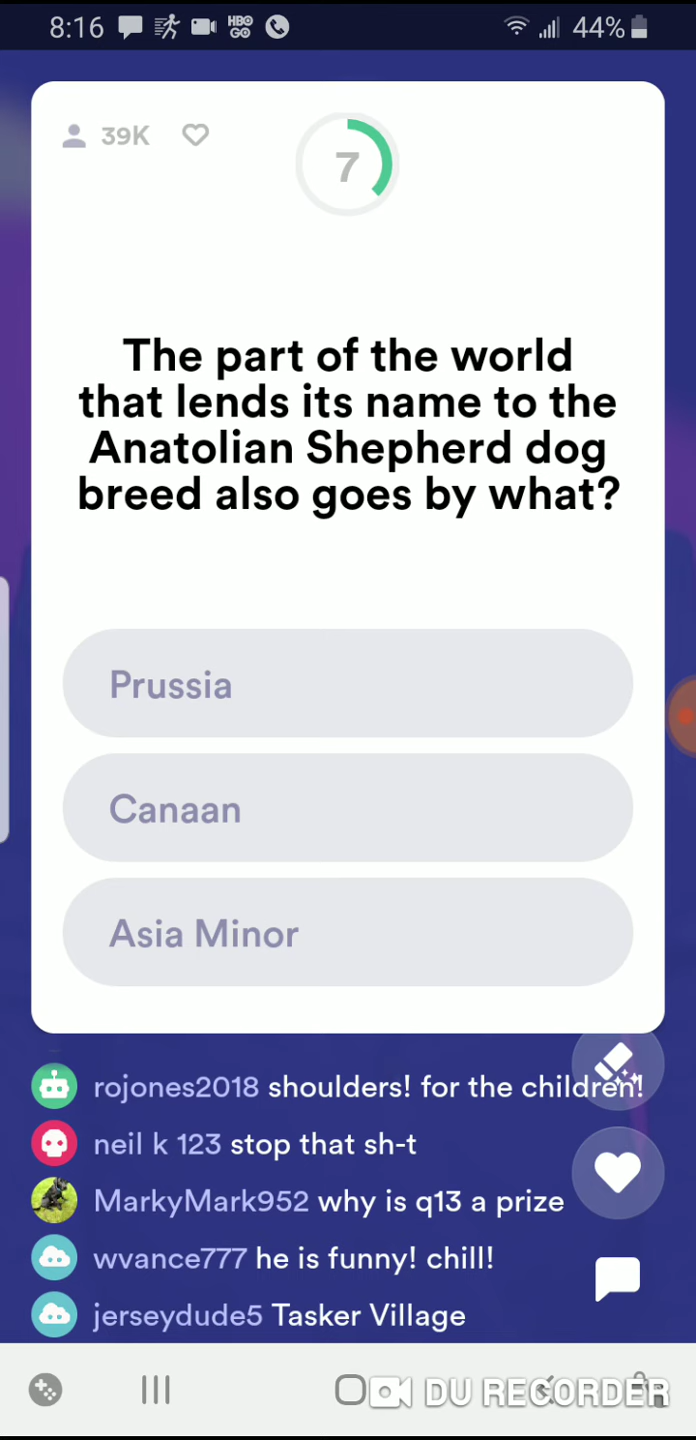 8:16 HBO GO 44%
39K
7
The part of the world
that lends its name to the
Anatolian Shepherd dog
breed also goes by what?
Prussia
Canaan
Asia Minor
rojones2018 shoulders! for the children!
neil k 123 stop that sh-t
MarkyMark952 why is q13 a prize
wvance777 he is funny! chill!
jerseydude5 Tasker Village
DU RECORDER